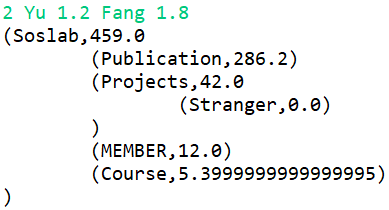 2 Yu 1.2 Fang 1.8
(Soslab,459.0
(Publication,286.2)
(Projects,42.0
(Stranger,0.0)
)
(MEMBER,12.0)
(Course,5.3999999999999995)
)